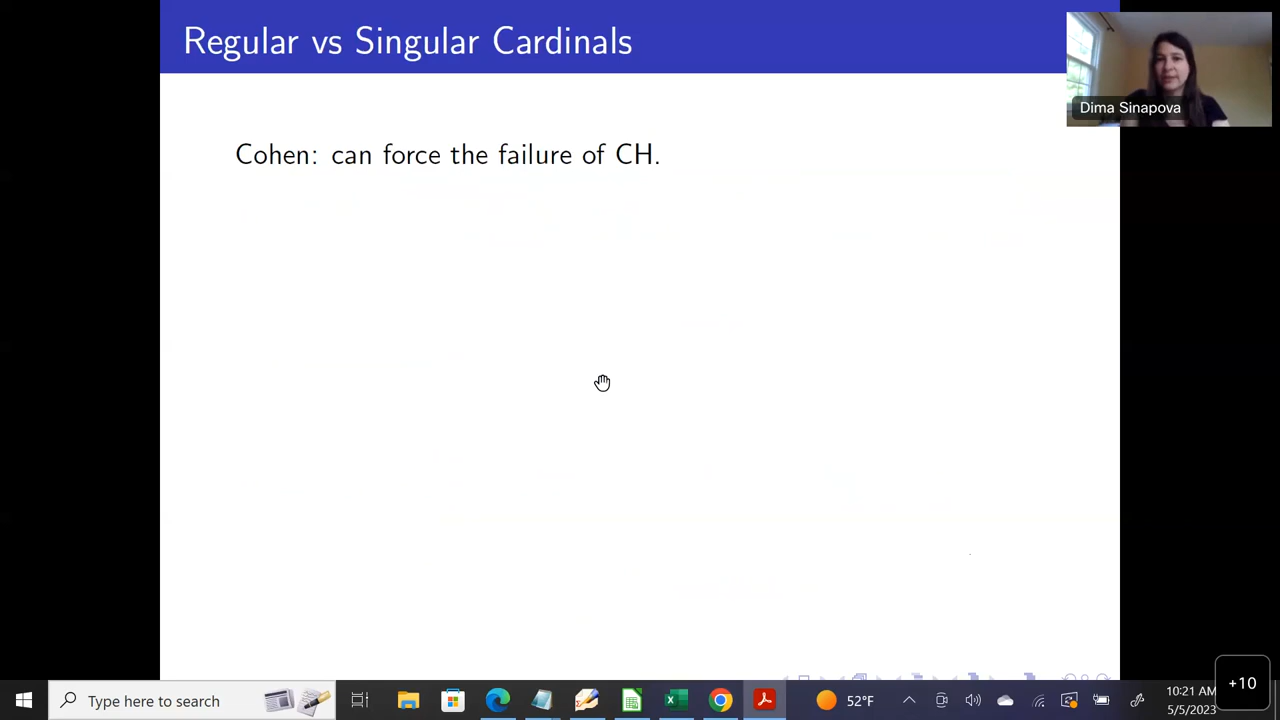 Regular vs Singular Cardinals
Dima Sinapova
Cohen: can force the failure of CH.
Type here to search
52°F
10:21 AM
5/5/2023
+10